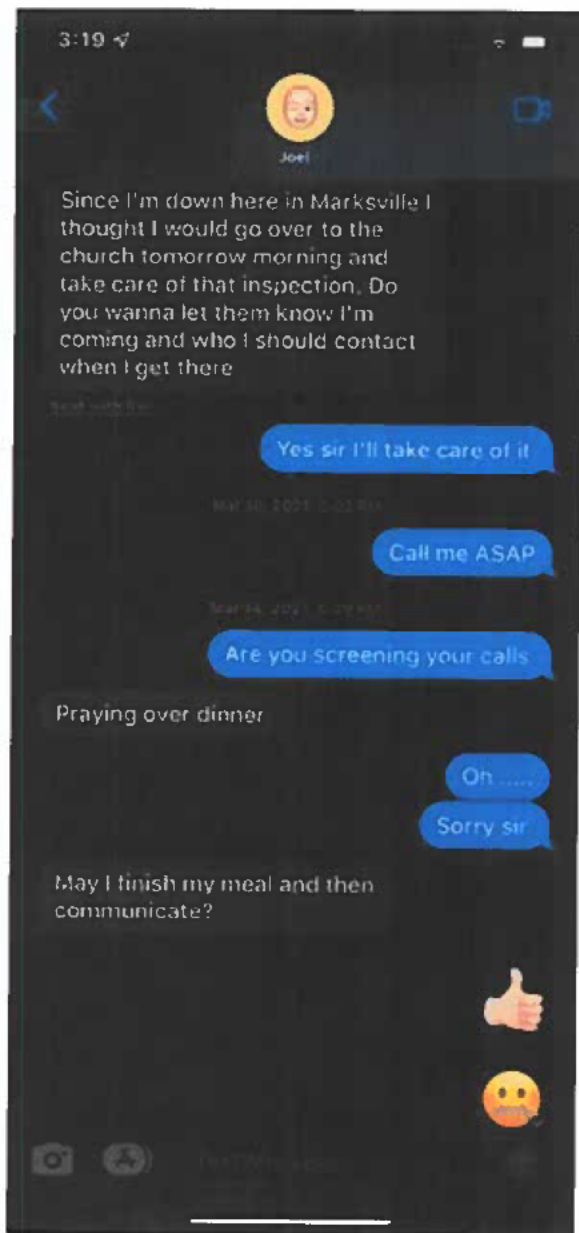 3:19
Joel
Since I'm down here in Marksville I
thought I would go over to the
church tomorrow morning and
take care of that inspection. Do
you wanna let them know I'm
coming and who I should contact
when I get there
Yes sir I'll take care of it
Call me ASAP
Are you screening your calls
Praying over dinner
Oh .....
Sorry sir
May I finish my meal and then
communicate?